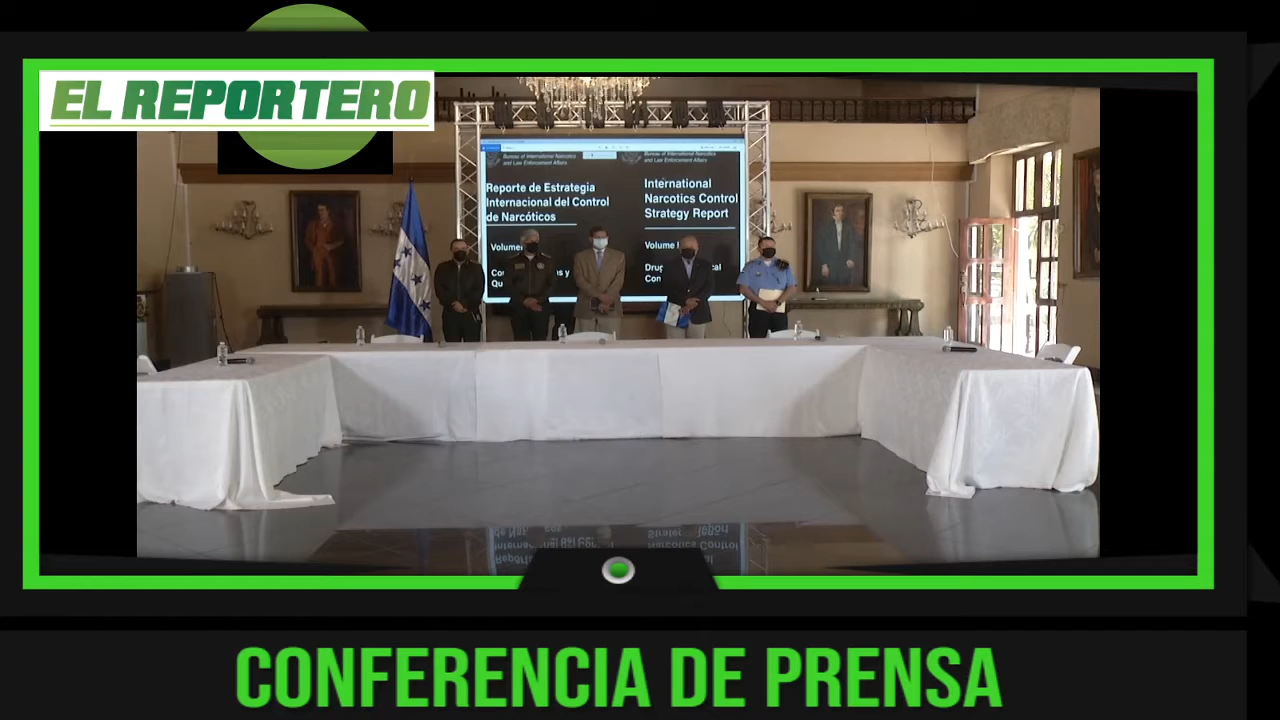 EL REPORTERO
Bureau of International Narcotics
and Law Enforcement Affairs
Reporte de Estrategia
Internacional del Control
de Narcóticos
Bureau of International Narcotics
and Law Enforcement Affairs
International
Narcotics Control
Strategy Report
Volume I
CONFERENCIA DE PRENSA